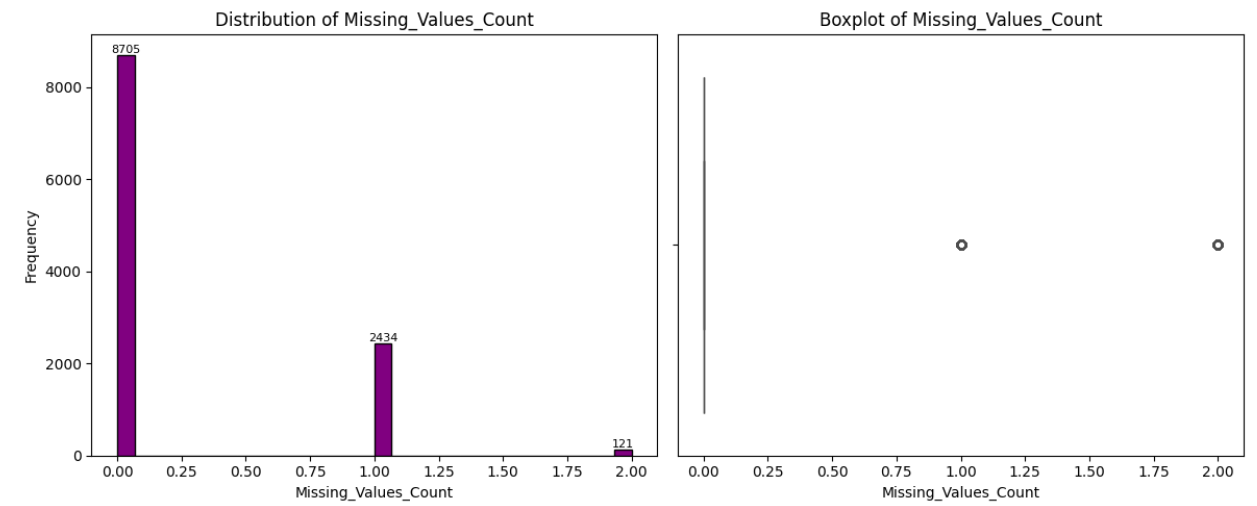 Distribution of Missing_Values_Count
8705
2434
121
8000
6000
4000
2000
0
Frequency
0.00 0.25 0.50 0.75 1.00 1.25 1.50 1.75 2.00
Missing_Values_Count
Boxplot of Missing_Values_Count
0.00 0.25 0.50 0.75 1.00 1.25 1.50 1.75 2.00
Missing_Values_Count